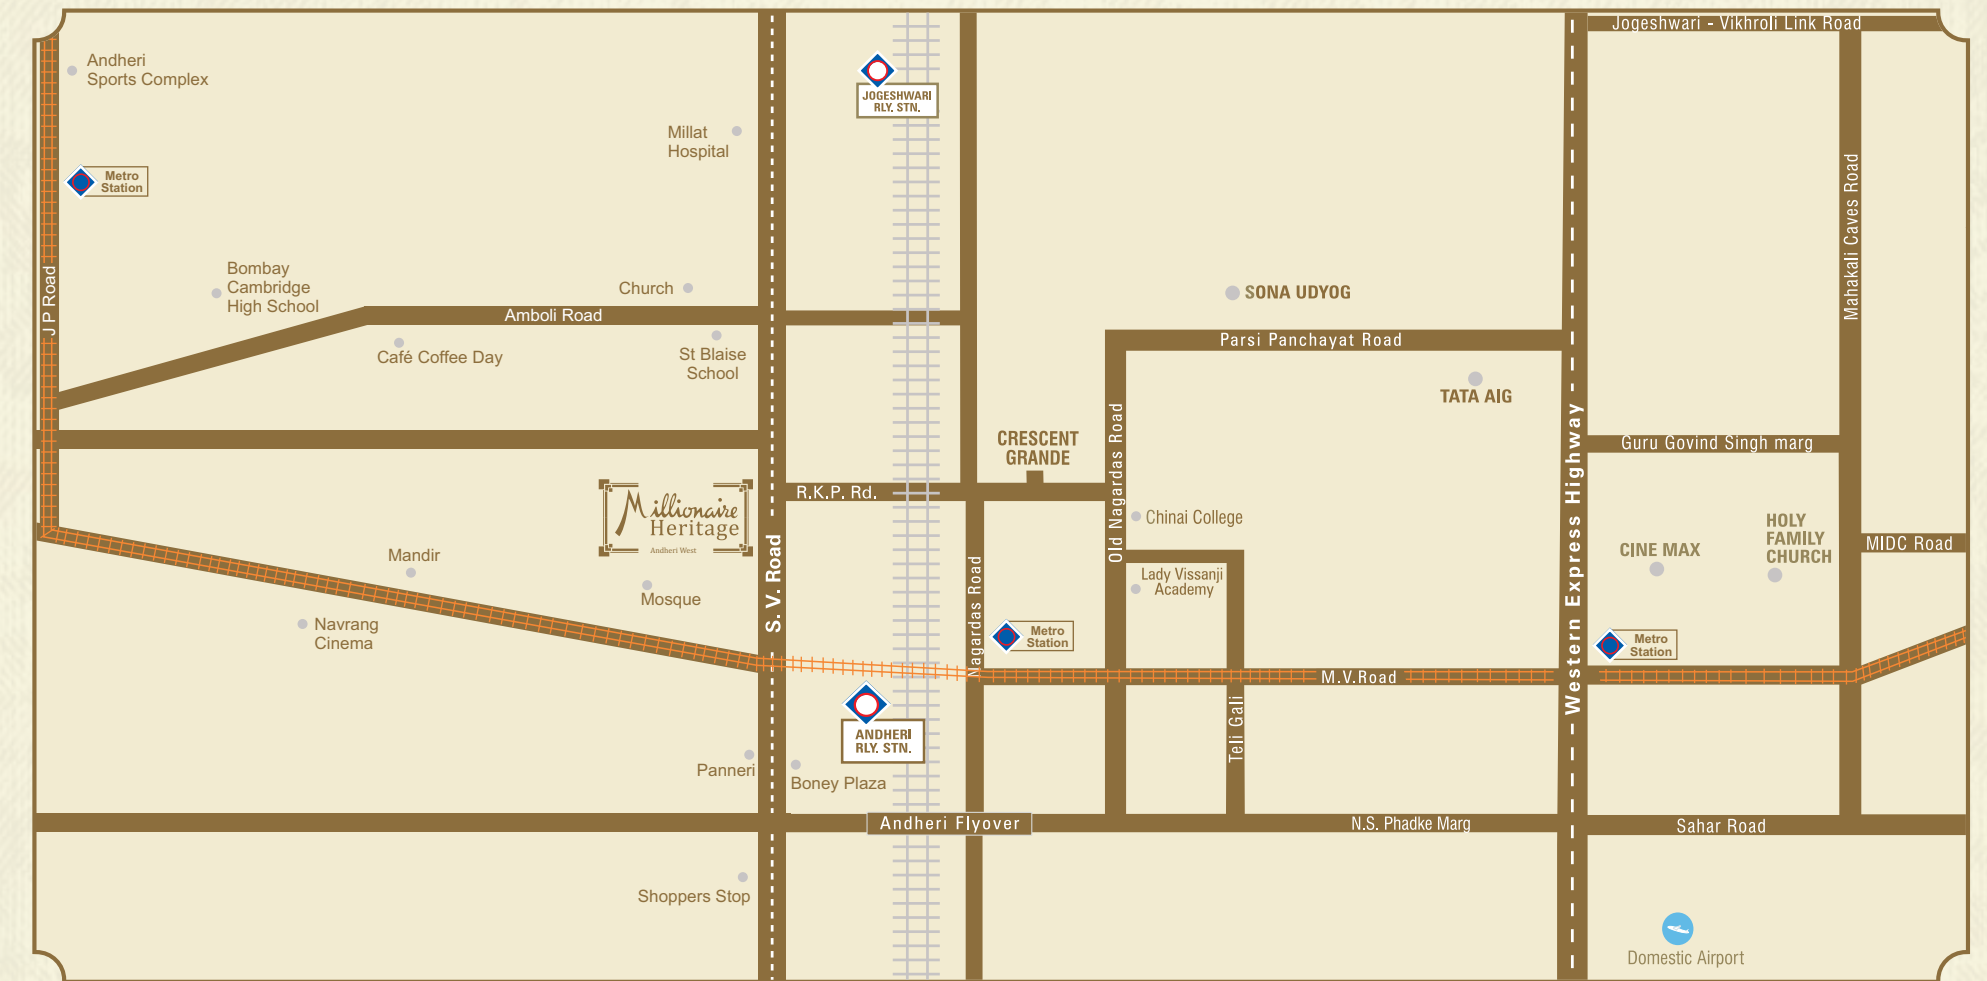 Jogeshwari - Vikhroli Link Road
Andheri
Sports Complex
JOGESHWARI
RLY. STN.
Millat
Hospital
Metro
Station
Mahakali Caves Road
J P Road
Bombay
Cambridge
High School
Church
Amboli Road
SONA UDYOG
Café Coffee Day
St Blaise
School
Parsi Panchayat Road
TATA AIG
CRESCENT
GRANDE
Old Nagardas Road
Western Express Highway
Guru Govind Singh marg
R.K.P. Rd.
Millionaire
Heritage
Andheri West
Chinai College
HOLY
FAMILY
CHURCH
CINE MAX
MIDC Road
Mandir
S. V. Road
Nagardas Road
Lady Vissanji
Academy
Mosque
Navrang
Cinema
Metro
Station
Metro
Station
M.V.Road
Teli Gali
ANDHERI
RLY. STN.
Panneri
Boney Plaza
Andheri Flyover
N.S. Phadke Marg
Sahar Road
Shoppers Stop
Domestic Airport